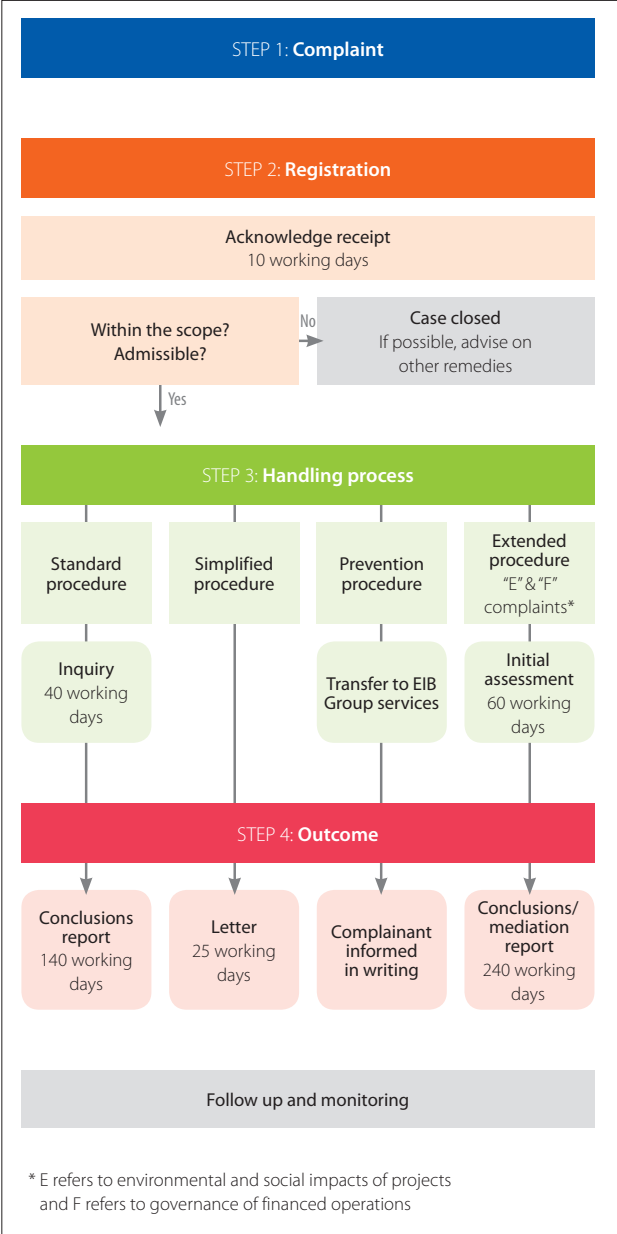 STEP 1: Complaint
STEP 2: Registration
Acknowledge receipt
10 working days
Within the scope?
Admissible?
No
Case closed
If possible, advise on
other remedies
Yes
STEP 3: Handling process
Standard
procedure
Simplified
procedure
Prevention
procedure
Extended
procedure
“E” & “F”
complaints*
Inquiry
40 working
days
Transfer to EIB
Group services
Initial
assessment
60 working
days
STEP 4: Outcome
Conclusions
report
140 working
days
Letter
25 working
days
Complainant
informed
in writing
Conclusions/
mediation
report
240 working
days
Follow up and monitoring
* E refers to environmental and social impacts of projects
and F refers to governance of financed operations